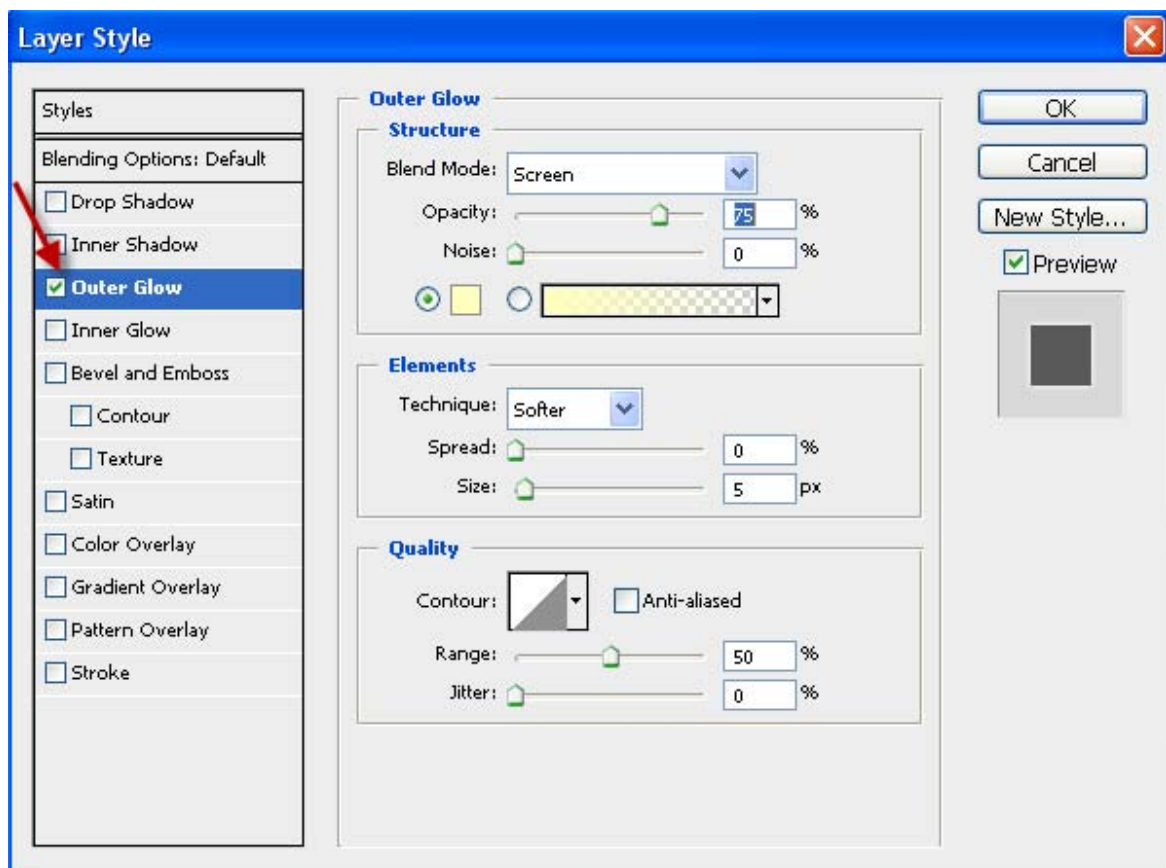 Layer Style
Styles
Blending Options: Default
Drop Shadow
Inner Shadow
Outer Glow
Inner Glow
Bevel and Emboss
Contour
Texture
Satin
Color Overlay
Gradient Overlay
Pattern Overlay
Stroke
Outer Glow
Structure
Blend Mode: Screen
Opacity: 75 %
Noise: 0 %
Elements
Technique: Softer
Spread: 0 %
Size: 5 px
Quality
Contour: Anti-aliased
Range: 50 %
Jitter: 0 %
OK
Cancel
New Style...
Preview